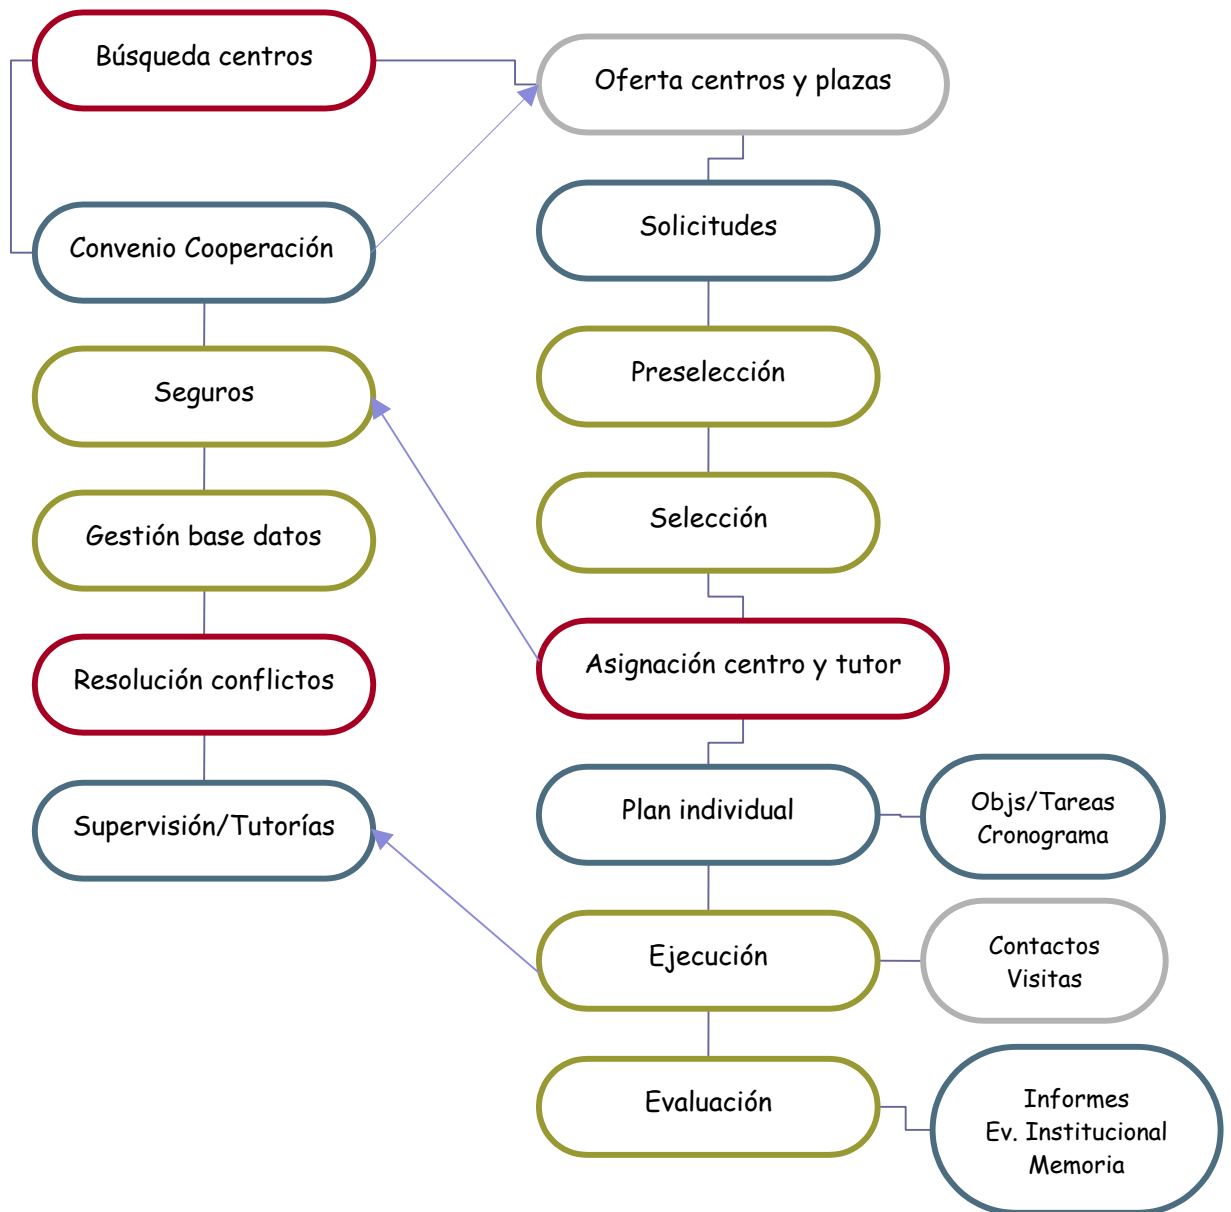 Búsqueda centros
Convenio Cooperación
Seguros
Gestión base datos
Resolución conflictos
Supervisión/Tutorías
Oferta centros y plazas
Solicitudes
Preselección
Selección
Asignación centro y tutor
Plan individual
Objs/Tareas
Cronograma
Ejecución
Contactos
Visitas
Evaluación
Informes
Ev. Institucional
Memoria